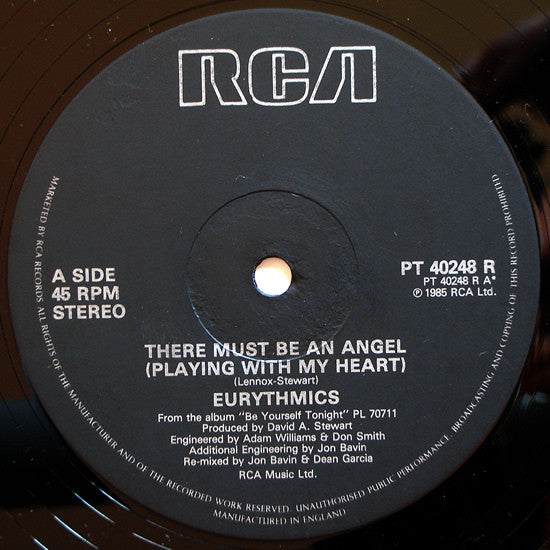 RCA
A SIDE
45 RPM
STEREO
PT 40248 R
PT 40248 R A*
℗ 1985 RCA Ltd.
THERE MUST BE AN ANGEL
(PLAYING WITH MY HEART)
(Lennox-Stewart)
EURYTHMICS
From the album "Be Yourself Tonight" PL 70711
Produced by David A. Stewart
Engineered by Adam Williams & Don Smith
Additional Engineering by Jon Bavin
Re-mixed by Jon Bavin & Dean Garcia
RCA Music Ltd.
MARKETED BY RCA RECORDS ALL RIGHTS OF THE MANUFACTURER AND OF THE RECORDED WORK RESERVED. UNAUTHORISED PUBLIC PERFORMANCE, BROADCASTING AND COPYING OF THIS RECORD PROHIBITED
MANUFACTURED IN ENGLAND